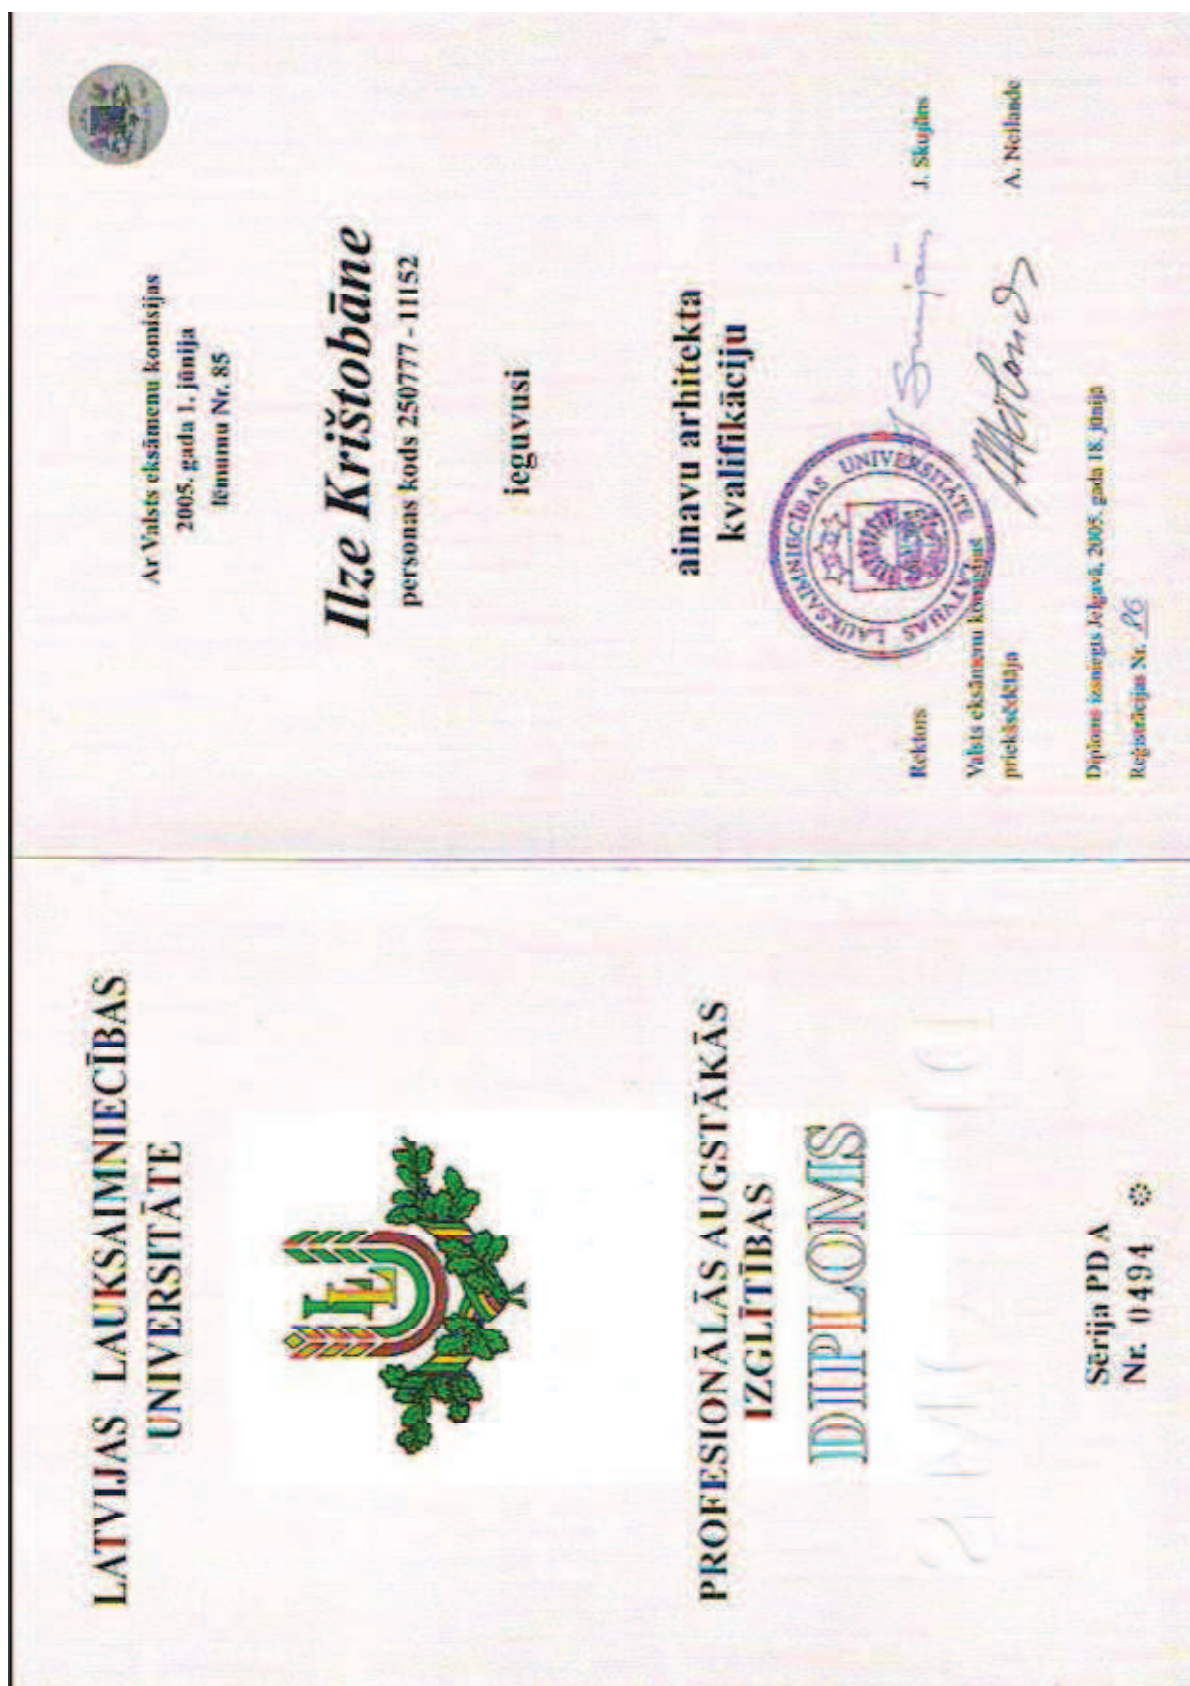 LATVIJAS LAUKSAIMNIECĪBAS
UNIVERSITĀTE
PROFESIONĀLĀS AUGSTĀKĀS
IZGLĪTĪBAS
DIPLOMS
Sērija PD A
Nr. 0494
Ar Valsts eksāmenu komisijas
2005. gada 1. jūnija
lēmumu Nr. 85
Ilze Krištobāne
personas kods 250777 - 11152
ieguvusi
ainavu arhitekta
kvalifikāciju
LATVIJAS LAUKSAIMNIECĪBAS UNIVERSITĀTE
Rektors J. Skujāns
Valsts eksāmenu komisijas
priekšsēdētāja A. Neilande
Diploms izsniegts Jelgavā, 2005. gada 18. jūnijā
Reģistrācijas Nr. 86